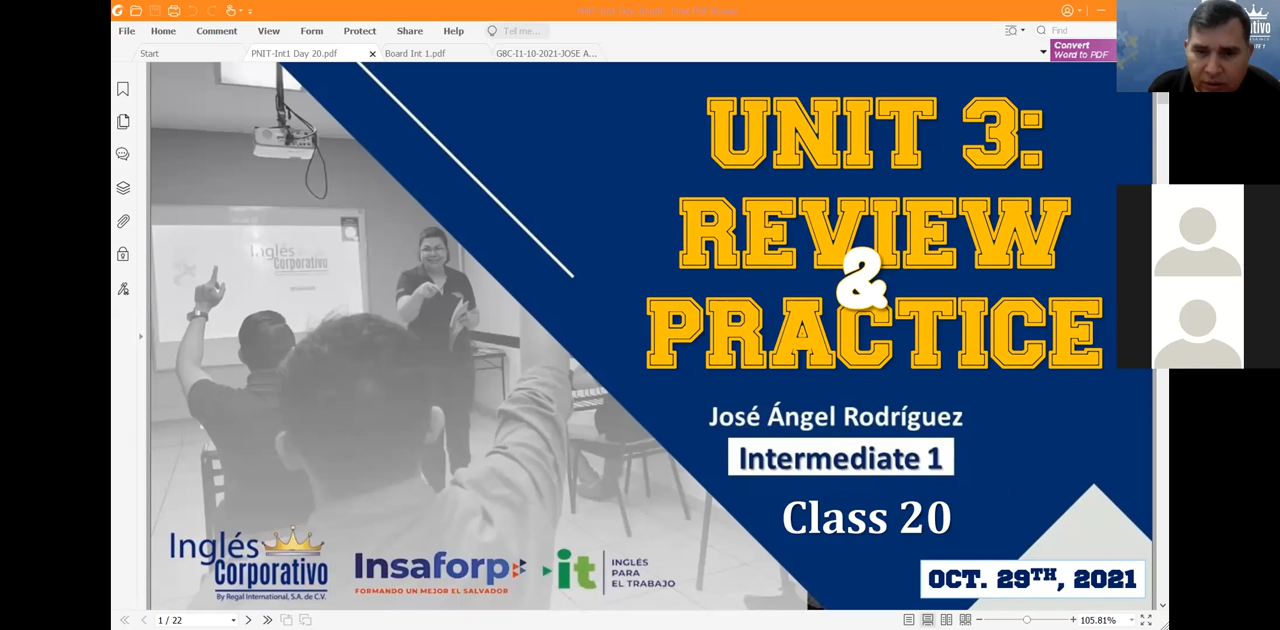 File Home Comment View Form Protect Share Help Tell me... Find
Start PNIT-Int1 Day 20.pdf Board Int 1.pdf G8C-I1-10-2021-JOSE A...
Convert
Word to PDF
UNIT 3:
REVIEW
&
PRACTICE
José Ángel Rodríguez
Intermediate 1
Class 20
OCT. 29TH, 2021
Inglés
Corporativo
Inglés
Corporativo
By Regal International, S.A. de C.V.
Insaforp
FORMANDO UN MEJOR EL SALVADOR
it
INGLÉS
PARA
EL TRABAJO
1 / 22
105.81%